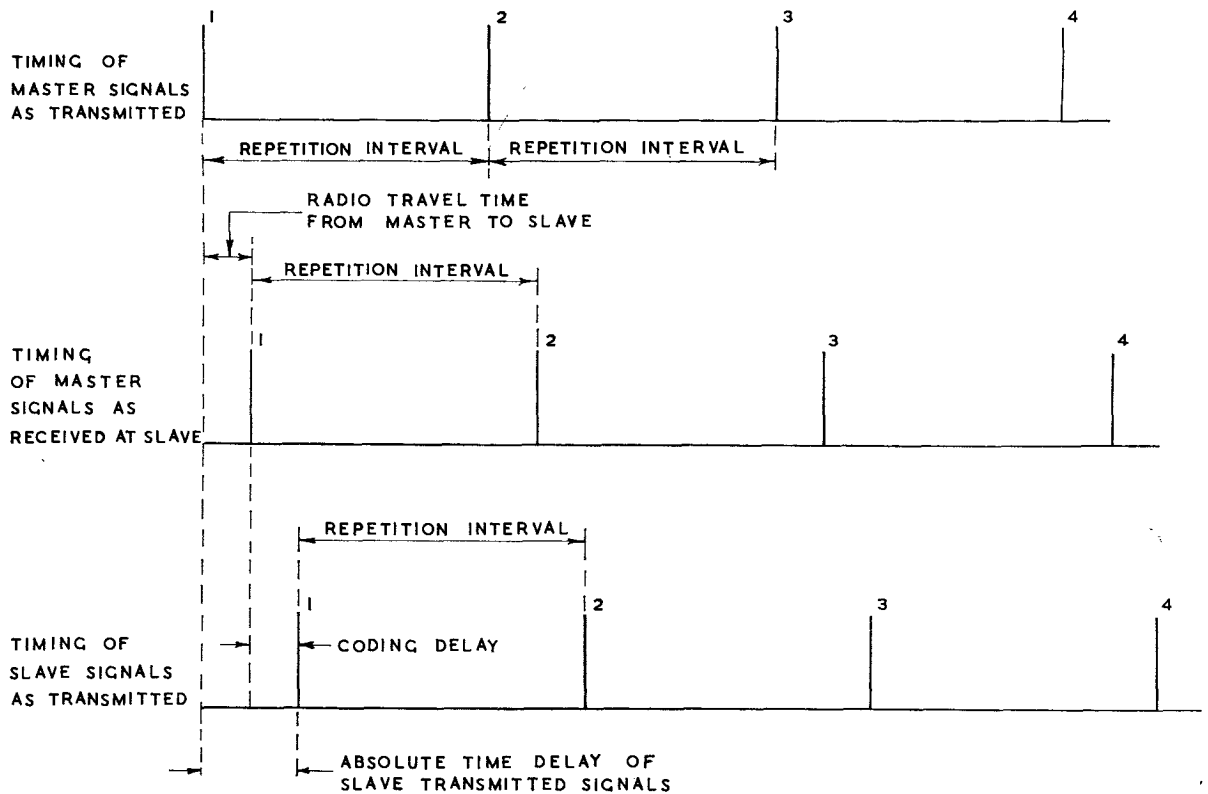 1 2 3 4
TIMING OF
MASTER SIGNALS
AS TRANSMITTED
REPETITION INTERVAL REPETITION INTERVAL
RADIO TRAVEL TIME
FROM MASTER TO SLAVE
REPETITION INTERVAL
1 2 3 4
TIMING
OF MASTER
SIGNALS AS
RECEIVED AT SLAVE
REPETITION INTERVAL
1 2 3 4
TIMING OF
SLAVE SIGNALS
AS TRANSMITTED
CODING DELAY
ABSOLUTE TIME DELAY OF
SLAVE TRANSMITTED SIGNALS